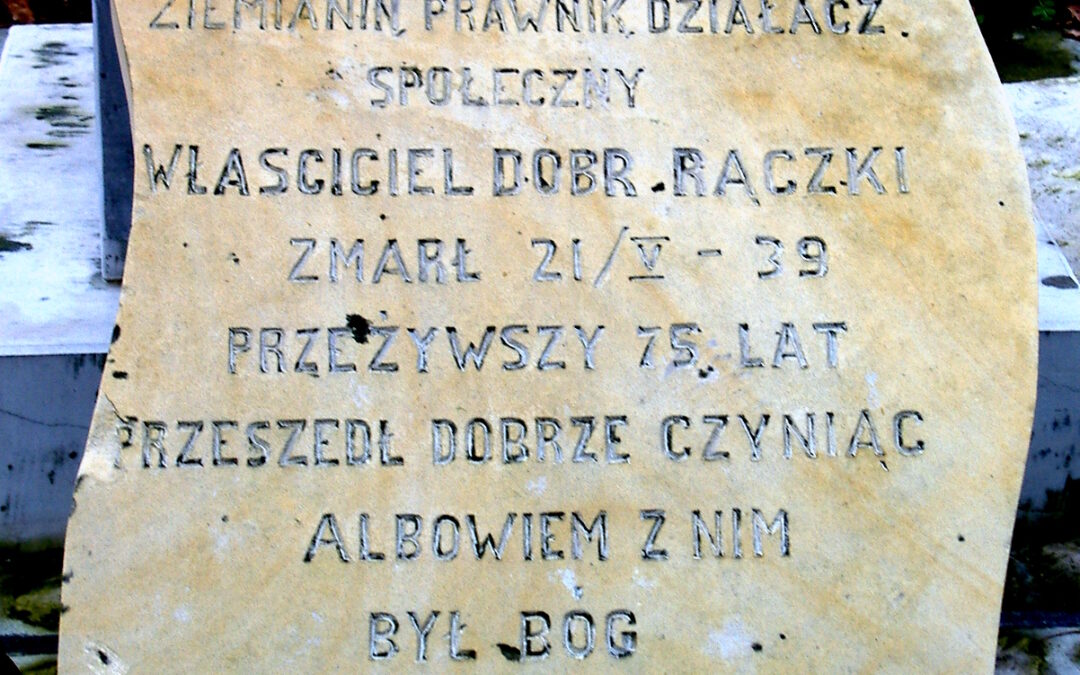 ZIEMIANIN, PRAWNIK, DZIAŁACZ.
SPOŁECZNY
WŁASCICIEL DOBR. RĄCZKI
ZMARŁ 21/V - 39
PRZEŻYWSZY 75 LAT
PRZESZEDŁ DOBRZE CZYNIĄC
ALBOWIEM Z NIM
BYŁ BÓG